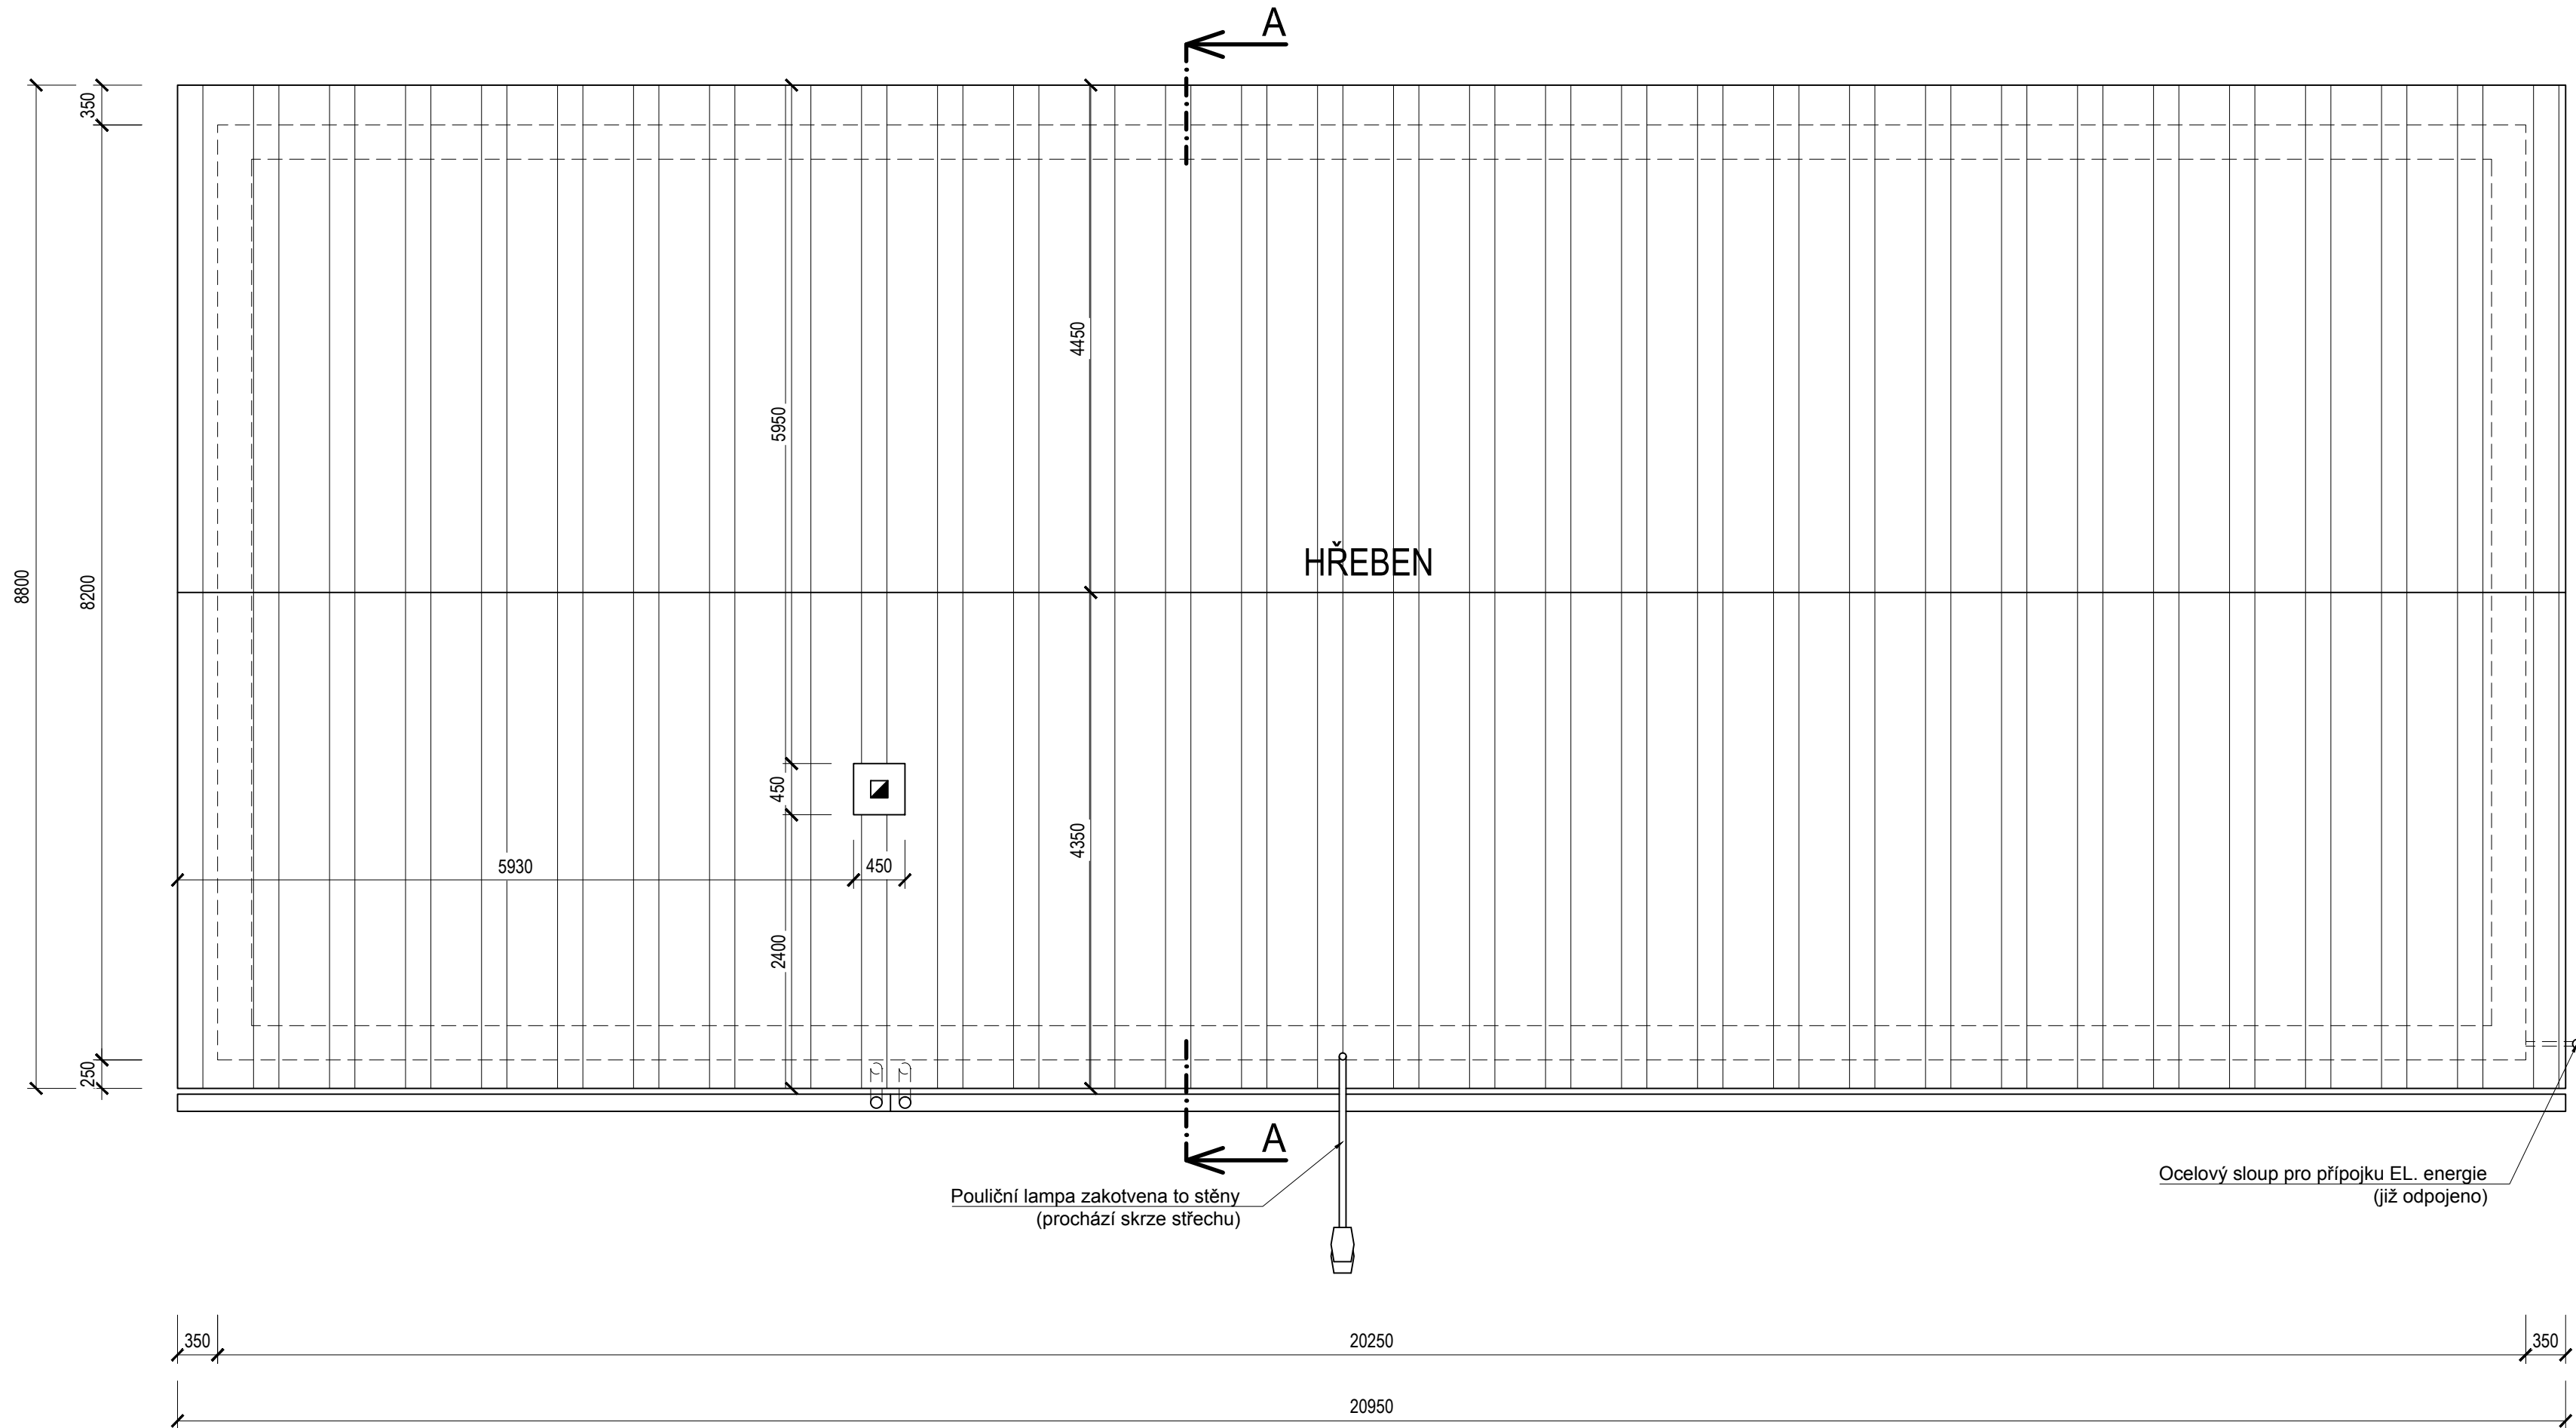 A
350
4450
5950
HŘEBEN
8800
8200
450
4350
5930
450
2400
250
A
Pouliční lampa zakotvena to stěny
(prochází skrze střechu)
Ocelový sloup pro přípojku EL. energie
(již odpojeno)
350
20250
350
20950